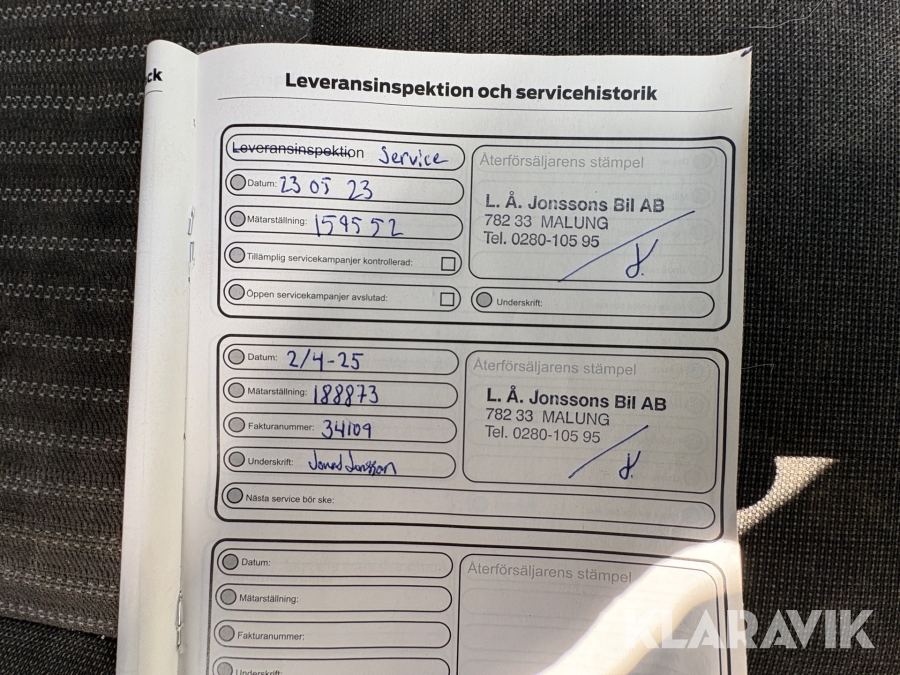 ck
Leveransinspektion och servicehistorik
Leveransinspektion Service
Datum: 23 05 23
Mätarställning: 159552
Tillämplig servicekampanjer kontrollerad:
Öppen servicekampanjer avslutad:
Återförsäljarens stämpel
L. Å. Jonssons Bil AB
782 33 MALUNG
Tel. 0280-105 95
Underskrift:
Datum: 2/4-25
Mätarställning: 188873
Fakturanummer: 34109
Underskrift: Jonas Jonsson
Nästa service bör ske:
Återförsäljarens stämpel
L. Å. Jonssons Bil AB
782 33 MALUNG
Tel. 0280-105 95
Datum:
Mätarställning:
Fakturanummer:
Underskrift:
Återförsäljarens stämpel
KLARAVIK